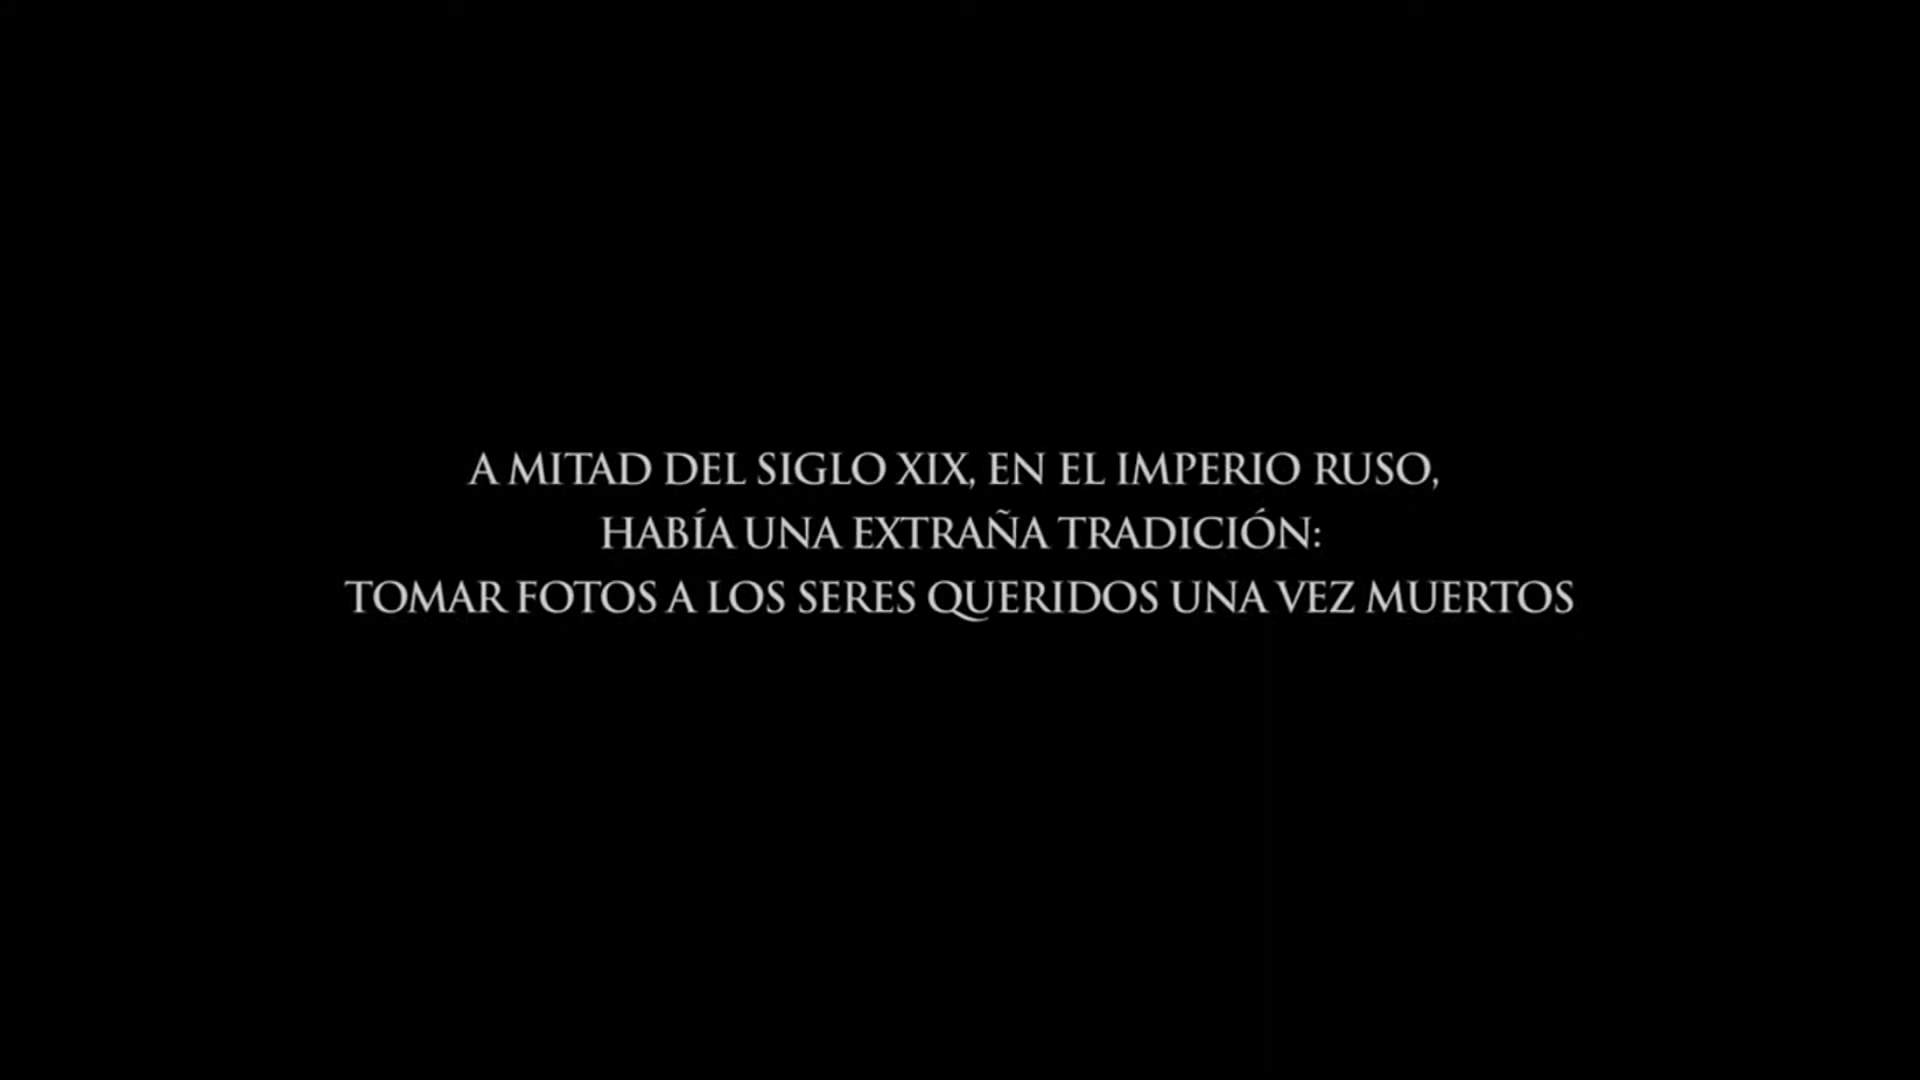 A MITAD DEL SIGLO XIX, EN EL IMPERIO RUSO,
HABÍA UNA EXTRAÑA TRADICIÓN:
TOMAR FOTOS A LOS SERES QUERIDOS UNA VEZ MUERTOS